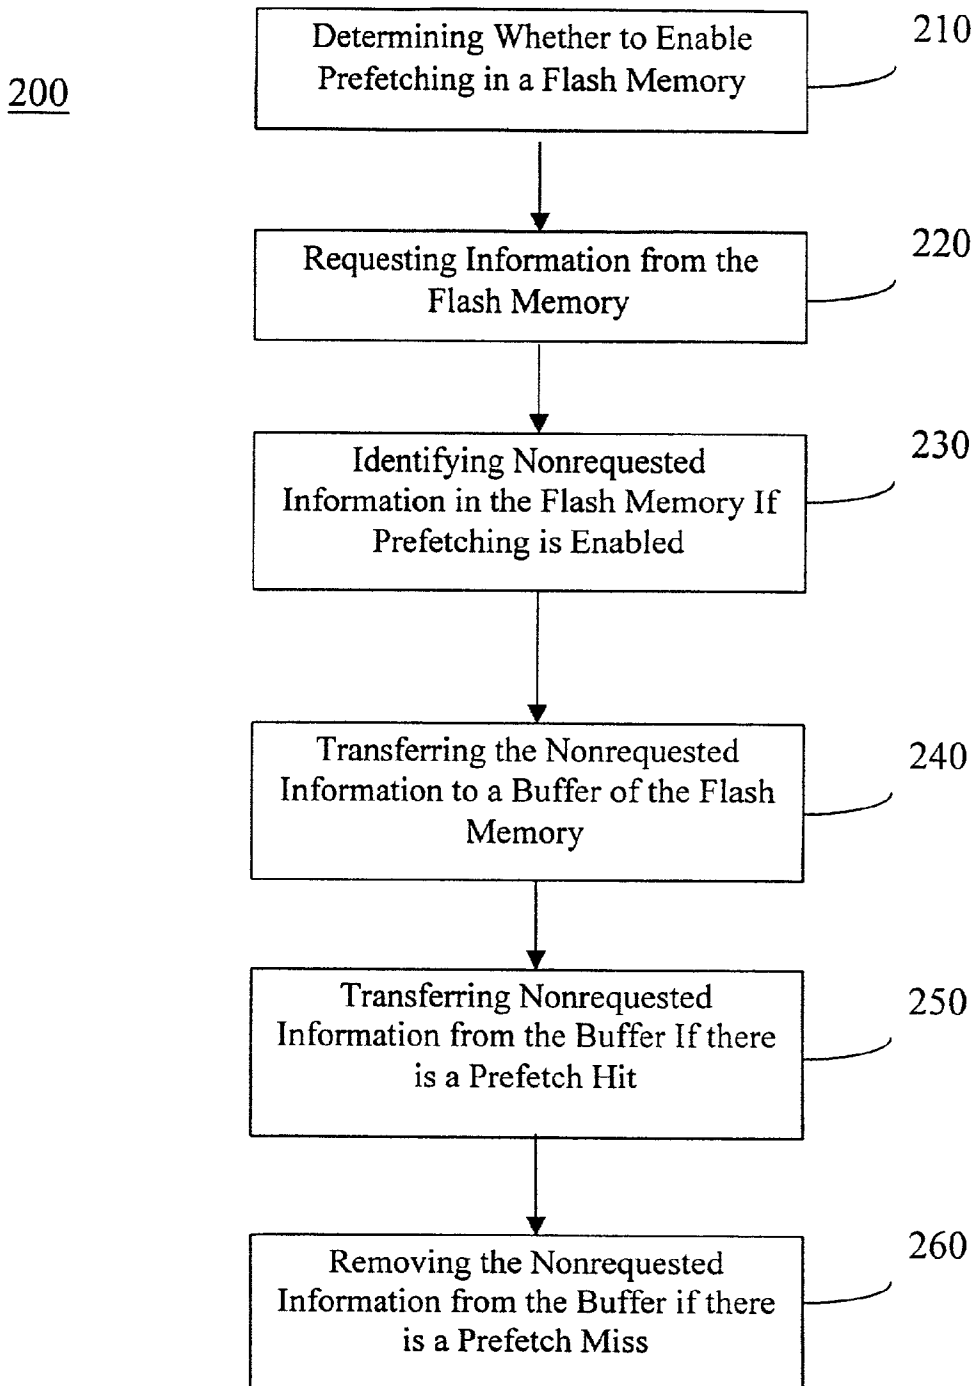 Determining Whether to Enable
Prefetching in a Flash Memory
210
200
Requesting Information from the
Flash Memory
220
Identifying Nonrequested
Information in the Flash Memory If
Prefetching is Enabled
230
Transferring the Nonrequested
Information to a Buffer of the Flash
Memory
240
Transferring Nonrequested
Information from the Buffer If there
is a Prefetch Hit
250
Removing the Nonrequested
Information from the Buffer if there
is a Prefetch Miss
260